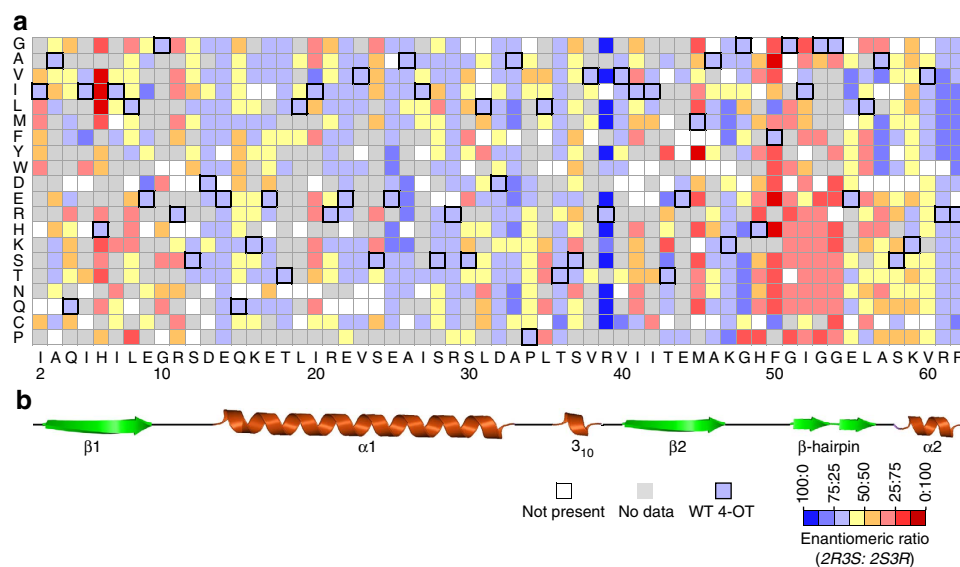 a
G
A
V
I
L
M
F
Y
W
D
E
R
H
K
S
T
N
Q
C
P
I A Q I H I L E G R S D E Q K E T L I R E V S E A I S R S L D A P L T S V R V I I T E M A K G H F G I G G E L A S K V R R
2 10 20 30 40 50 60
b
β1 α1 3₁₀ β2 β-hairpin α2
Not present No data WT 4-OT
100:0 75:25 50:50 25:75 0:100
Enantiomeric ratio
(2R3S: 2S3R)